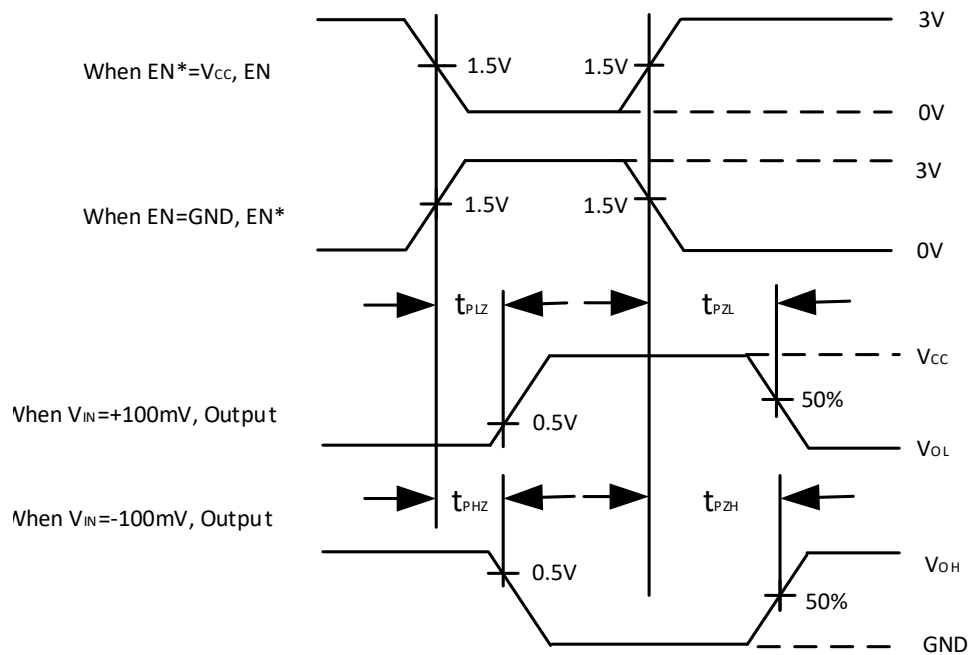 3V
When EN*=VCC, EN
1.5V
1.5V
0V
3V
When EN=GND, EN*
1.5V
1.5V
0V
tPLZ
tPZL
VCC
When VIN=+100mV, Output
0.5V
50%
VOL
tPHZ
tPZH
When VIN=-100mV, Output
0.5V
VOH
50%
GND